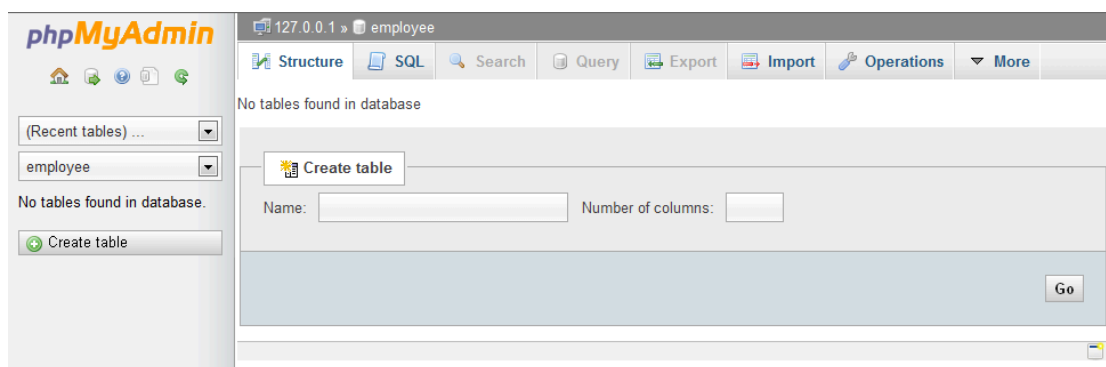 phpMyAdmin
(Recent tables) ...
employee
No tables found in database.
Create table
127.0.0.1 » employee
Structure SQL Search Query Export Import Operations More
No tables found in database
Create table
Name: Number of columns:
Go